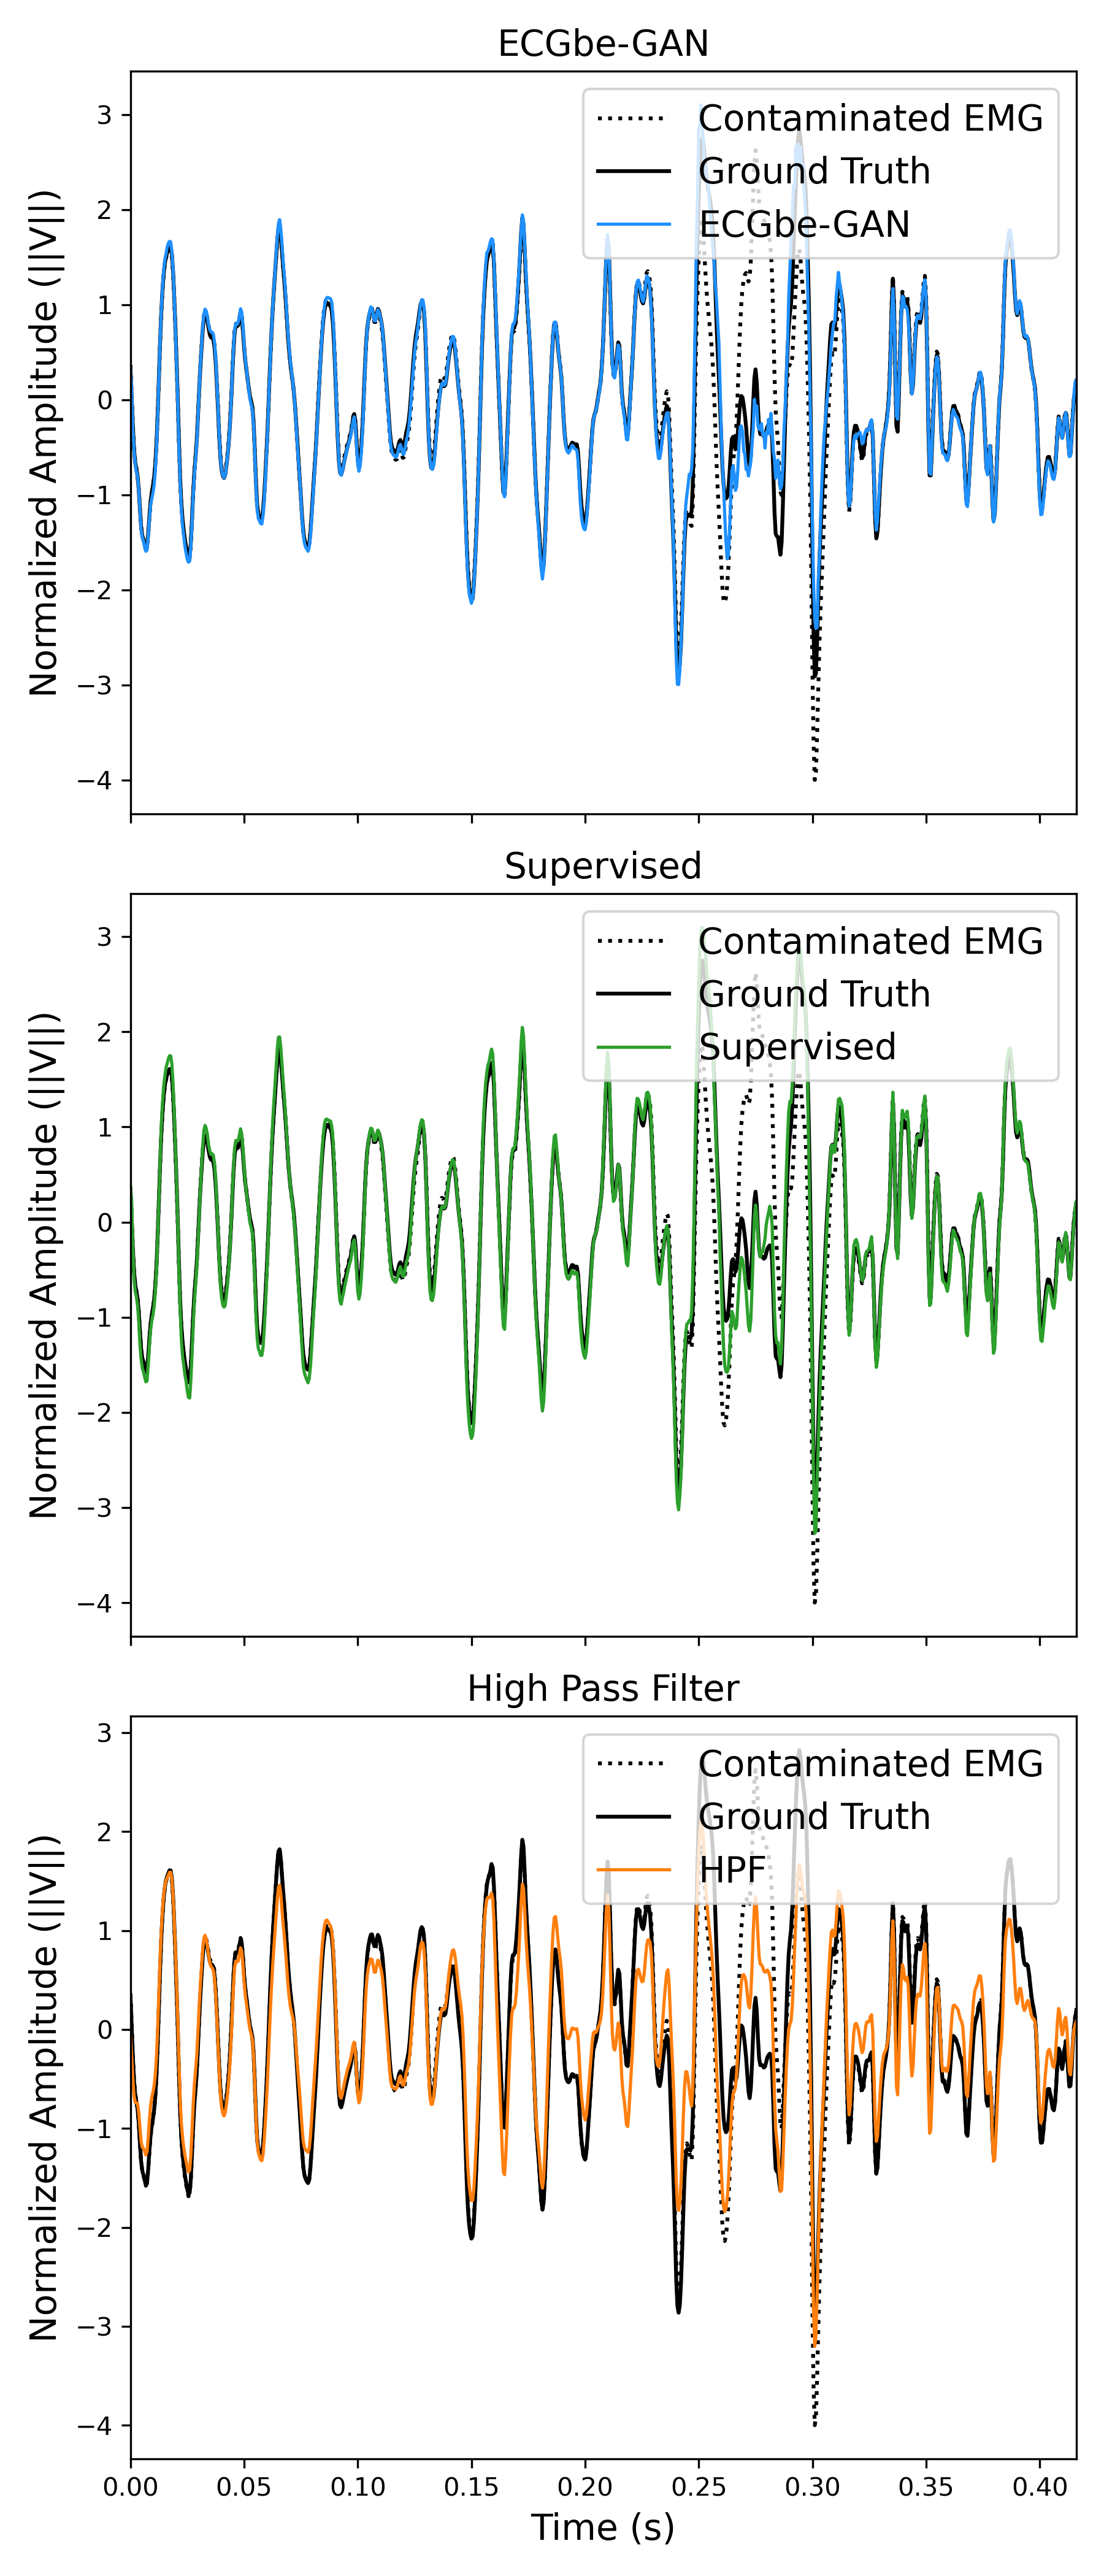 ECGbe-GAN
Contaminated EMG
Ground Truth
ECGbe-GAN
3
2
1
0
−1
−2
−3
−4
Normalized Amplitude (||V||)
Supervised
Contaminated EMG
Ground Truth
Supervised
3
2
1
0
−1
−2
−3
−4
Normalized Amplitude (||V||)
High Pass Filter
Contaminated EMG
Ground Truth
HPF
3
2
1
0
−1
−2
−3
−4
Normalized Amplitude (||V||)
0.00 0.05 0.10 0.15 0.20 0.25 0.30 0.35 0.40
Time (s)